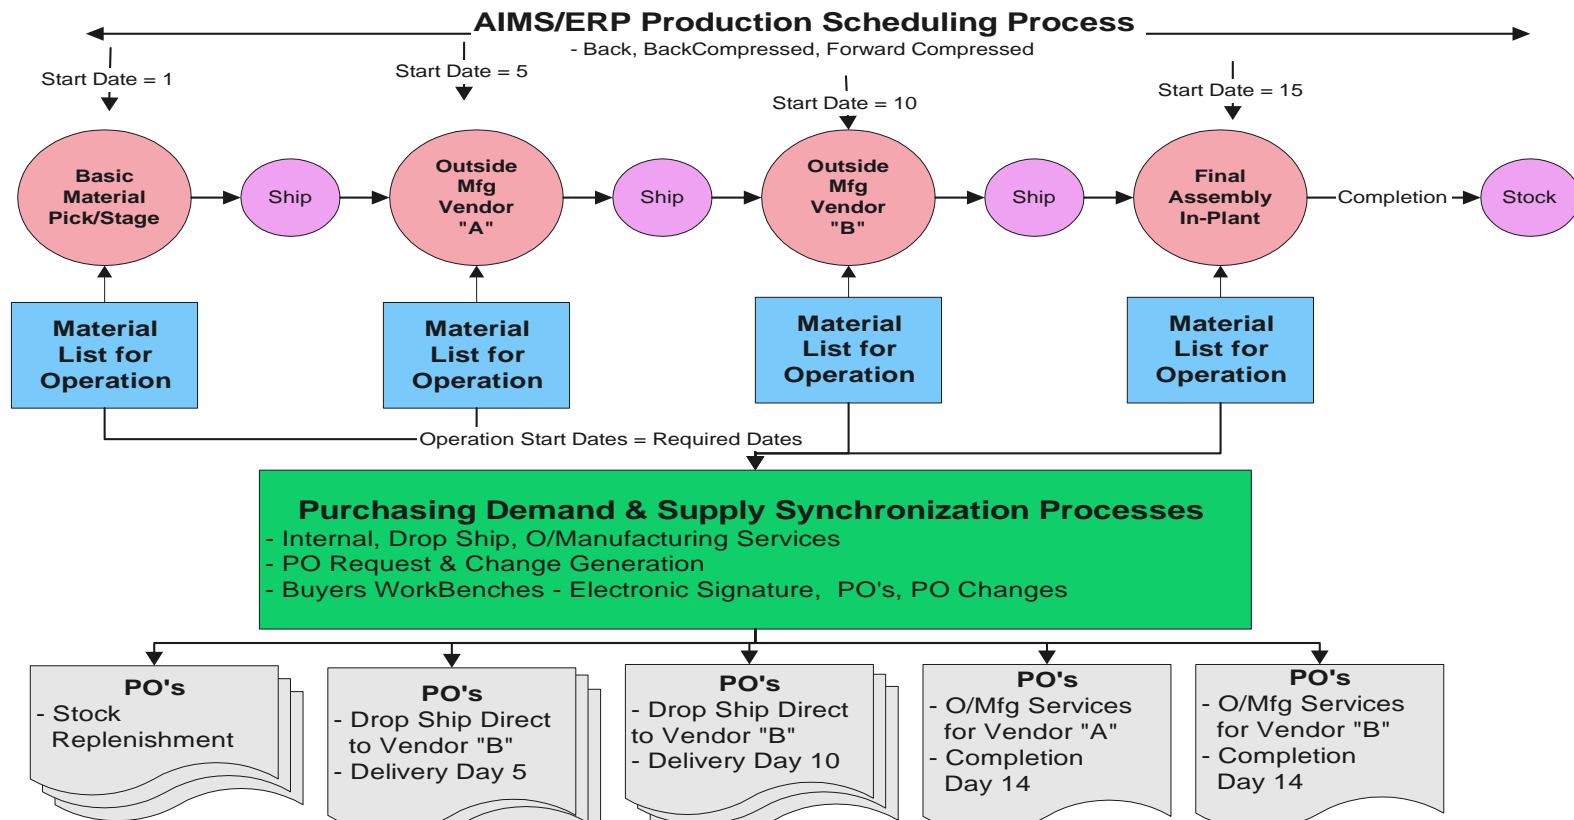 AIMS/ERP Production Scheduling Process
- Back, BackCompressed, Forward Compressed
Start Date = 1
Start Date = 5
Start Date = 10
Start Date = 15
Basic
Material
Pick/Stage
Ship
Outside
Mfg
Vendor
"A"
Ship
Outside
Mfg
Vendor
"B"
Ship
Final
Assembly
In-Plant
Completion
Stock
Material
List for
Operation
Material
List for
Operation
Material
List for
Operation
Material
List for
Operation
Operation Start Dates = Required Dates
Purchasing Demand & Supply Synchronization Processes
- Internal, Drop Ship, O/Manufacturing Services
- PO Request & Change Generation
- Buyers WorkBenches - Electronic Signature, PO's, PO Changes
PO's
- Stock
Replenishment
PO's
- Drop Ship Direct
to Vendor "B"
- Delivery Day 5
PO's
- Drop Ship Direct
to Vendor "B"
- Delivery Day 10
PO's
- O/Mfg Services
for Vendor "A"
- Completion
Day 14
PO's
- O/Mfg Services
for Vendor "B"
- Completion
Day 14